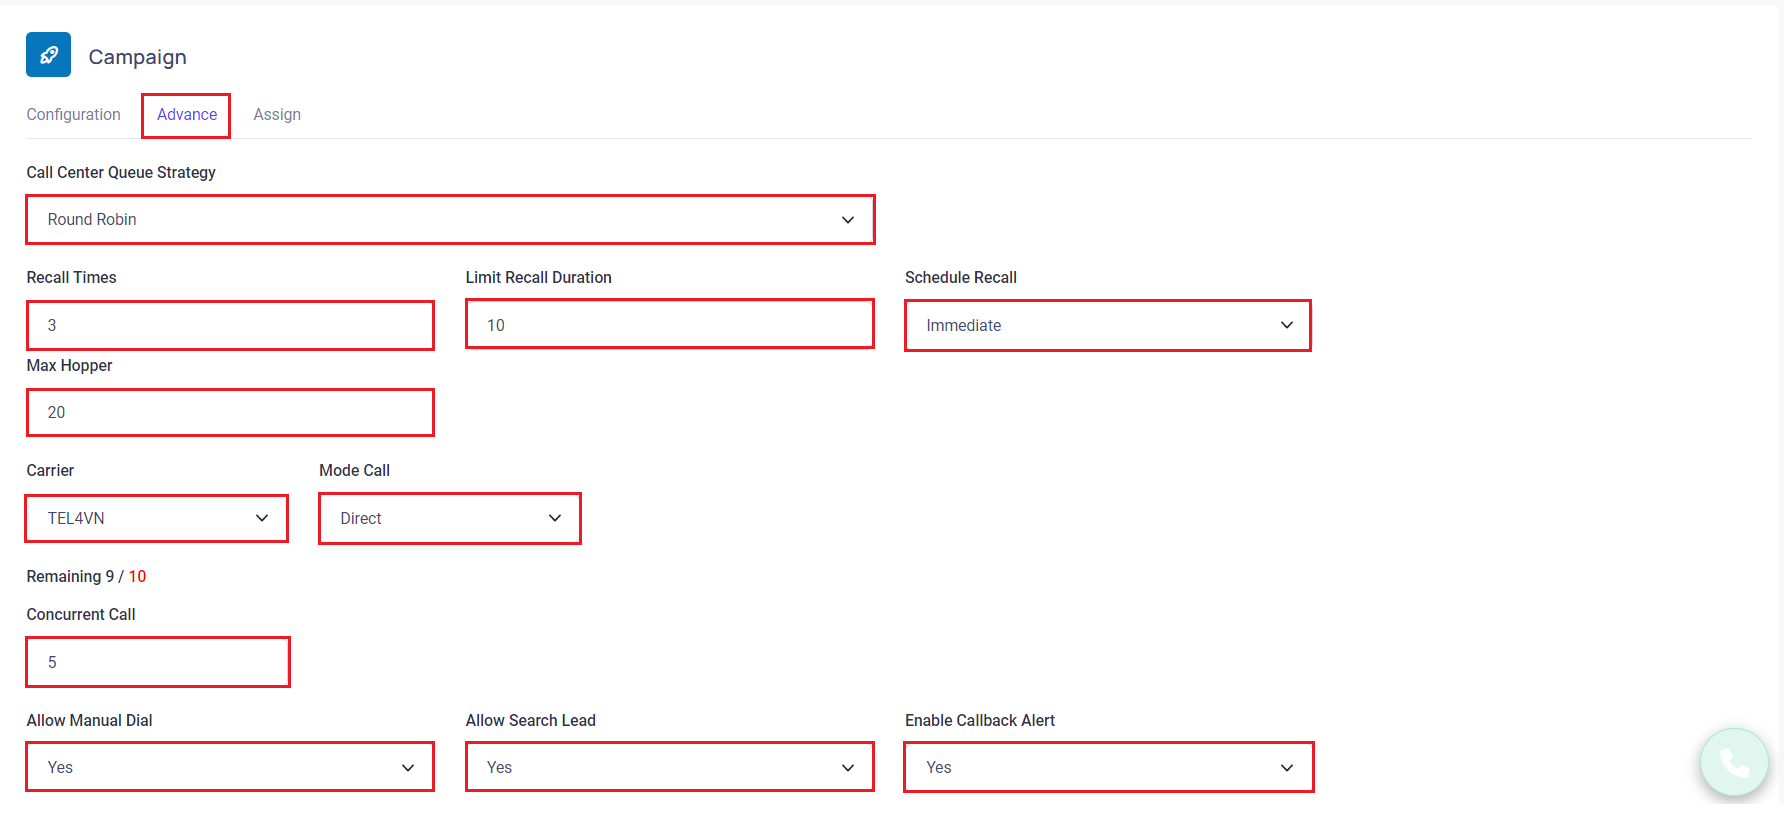 Campaign
Configuration Advance Assign
Call Center Queue Strategy
Round Robin
Recall Times Limit Recall Duration Schedule Recall
3 10 Immediate
Max Hopper
20
Carrier Mode Call
TEL4VN Direct
Remaining 9 / 10
Concurrent Call
5
Allow Manual Dial Allow Search Lead Enable Callback Alert
Yes Yes Yes